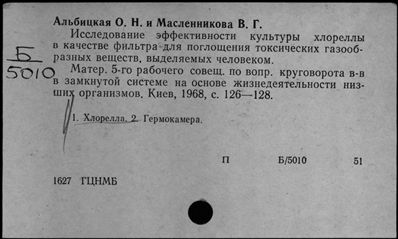 Альбицкая О. Н. и Масленникова В. Г.
Исследование эффективности культуры хлореллы
в качестве фильтра для поглощения токсических газооб-
разных веществ, выделяемых человеком.
Б
5010
Матер. 5-го рабочего совещ. по вопр. круговорота в-в
в замкнутой системе на основе жизнедеятельности низ-
ших организмов. Киев, 1968, с. 126—128.
1. Хлорелла. 2. Гермокамера.
П Б/5010 51
1627 ГЦНМБ